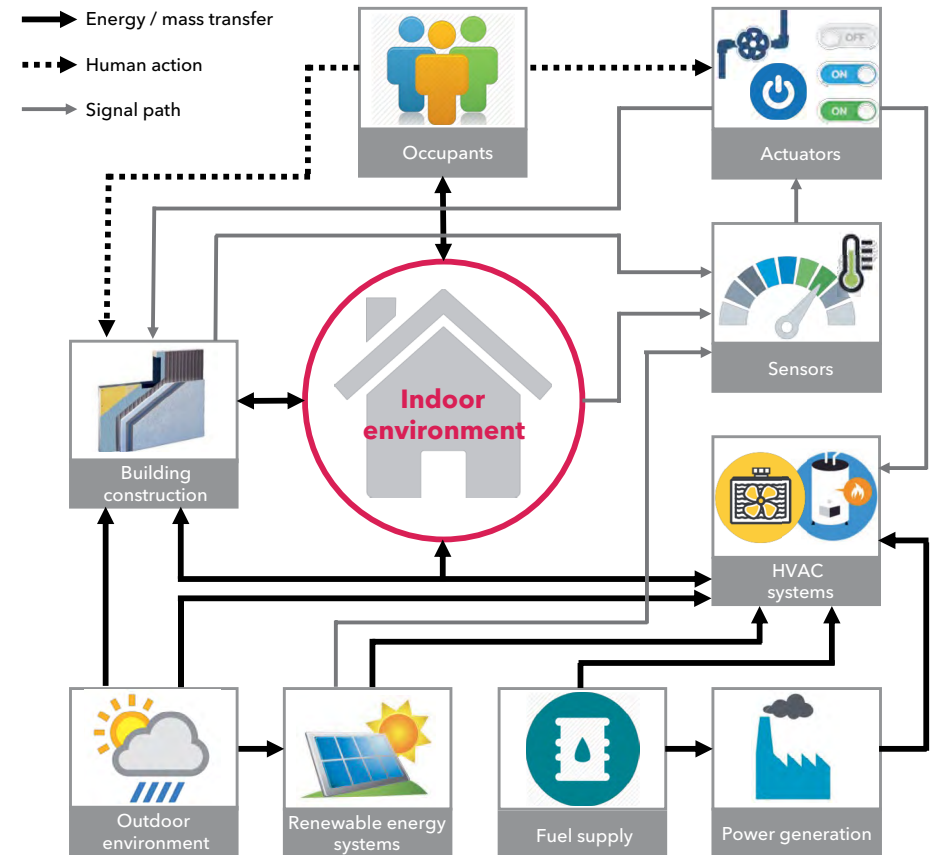 Energy / mass transfer
Human action
Signal path
Occupants
OFF
ON
ON
Actuators
Sensors
Indoor
environment
Building
construction
HVAC
systems
Outdoor
environment
Renewable energy
systems
Fuel supply
Power generation